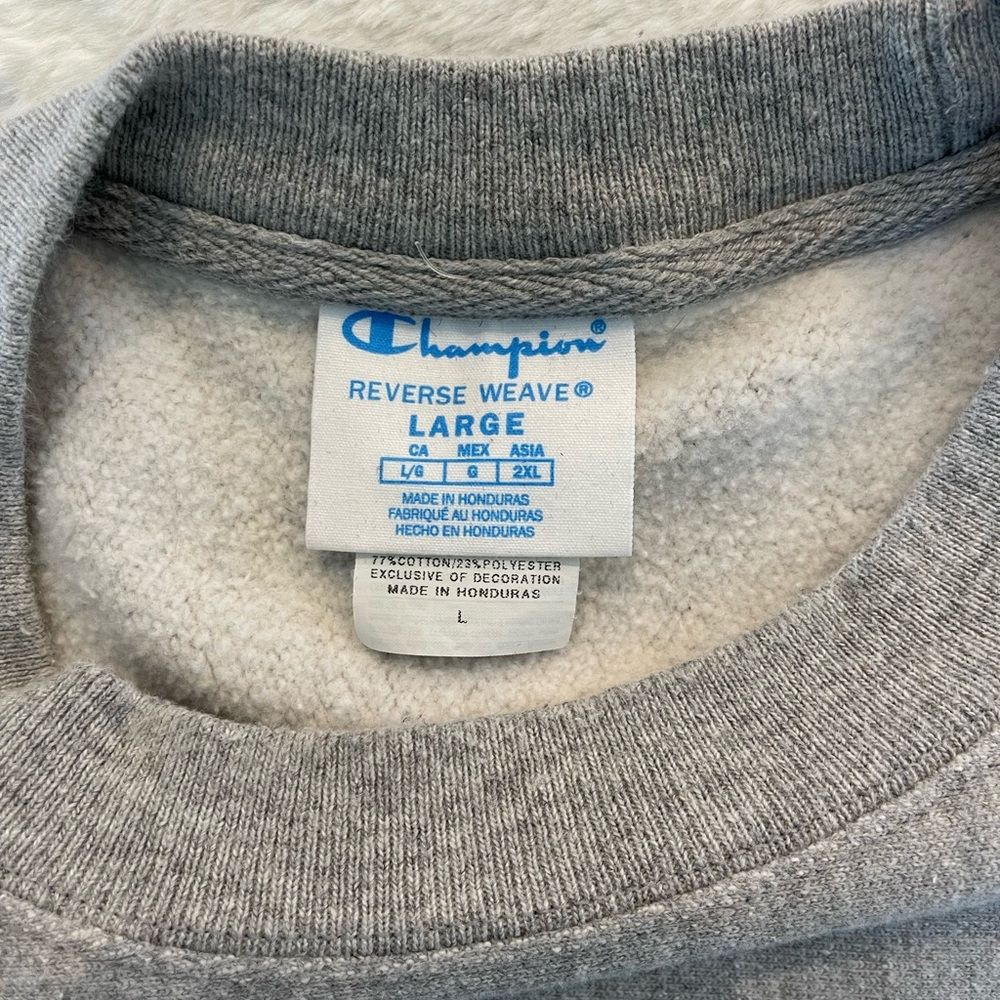 Champion®
REVERSE WEAVE®
LARGE
CA MEX ASIA
L/G G 2XL
MADE IN HONDURAS
FABRIQUÉ AU HONDURAS
HECHO EN HONDURAS
77%COTTON/23%POLYESTER
EXCLUSIVE OF DECORATION
MADE IN HONDURAS
L